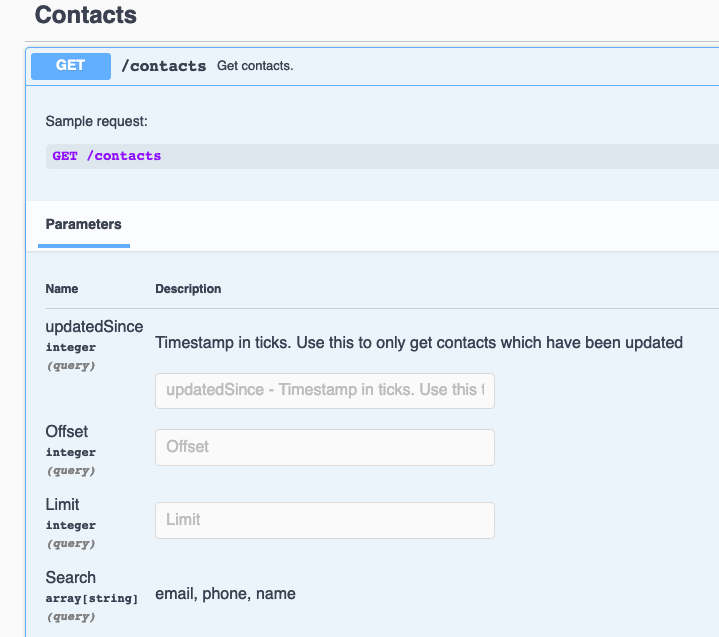 Contacts
GET /contacts Get contacts.
Sample request:
GET /contacts
Parameters
Name Description
updatedSince
integer
(query)
Timestamp in ticks. Use this to only get contacts which have been updated
updatedSince - Timestamp in ticks. Use this t
Offset
integer
(query)
Offset
Limit
integer
(query)
Limit
Search
array[string]
(query)
email, phone, name